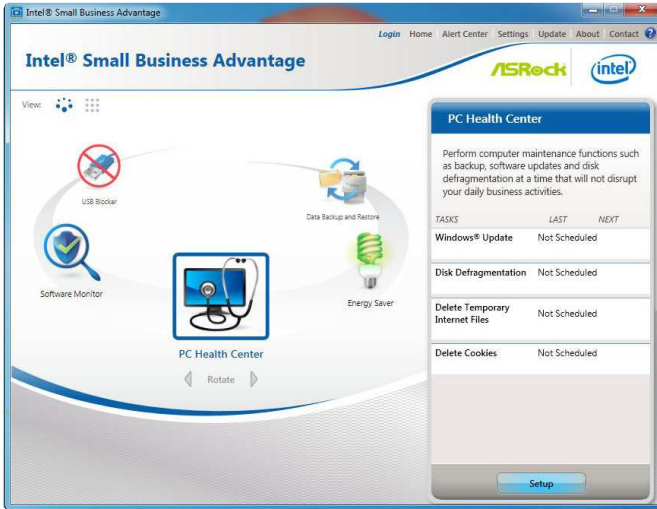 Intel® Small Business Advantage
Login Home Alert Center Settings Update About Contact ?
Intel® Small Business Advantage
ASRock
intel
View:
PC Health Center
Perform computer maintenance functions such
as backup, software updates and disk
defragmentation at a time that will not disrupt
your daily business activities.
TASKS LAST NEXT
Windows® Update Not Scheduled
Disk Defragmentation Not Scheduled
Delete Temporary
Internet Files Not Scheduled
Delete Cookies Not Scheduled
Setup
USB Blocker
Data Backup and Restore
Software Monitor
Energy Saver
PC Health Center
Rotate